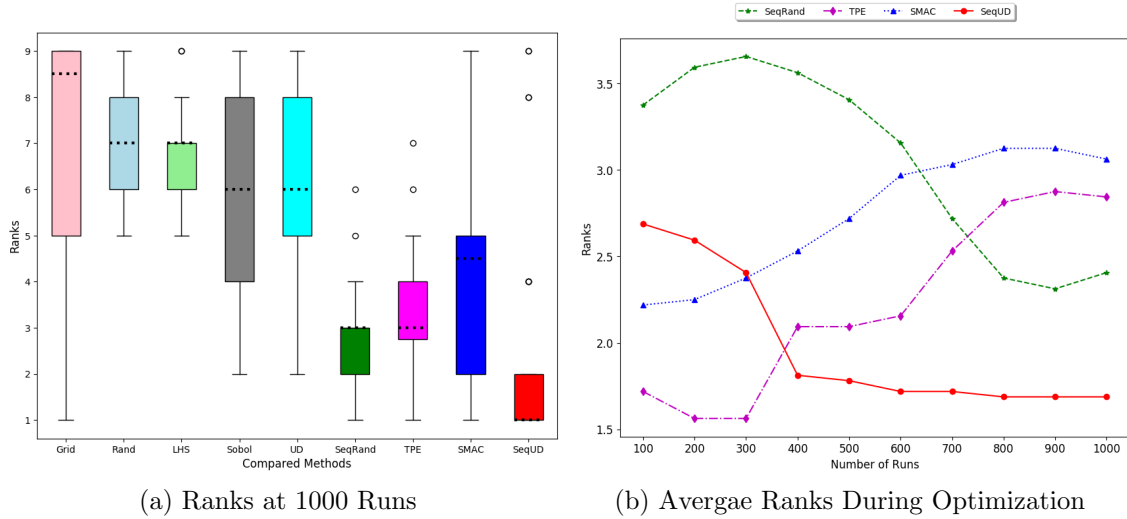 SeqRand TPE SMAC SeqUD
9
8
7
6
5
4
3
2
1
Ranks
Grid Rand LHS Sobol UD SeqRand TPE SMAC SeqUD
Compared Methods
3.5
3.0
2.5
2.0
1.5
Ranks
100 200 300 400 500 600 700 800 900 1000
Number of Runs
(a) Ranks at 1000 Runs
(b) Avergae Ranks During Optimization